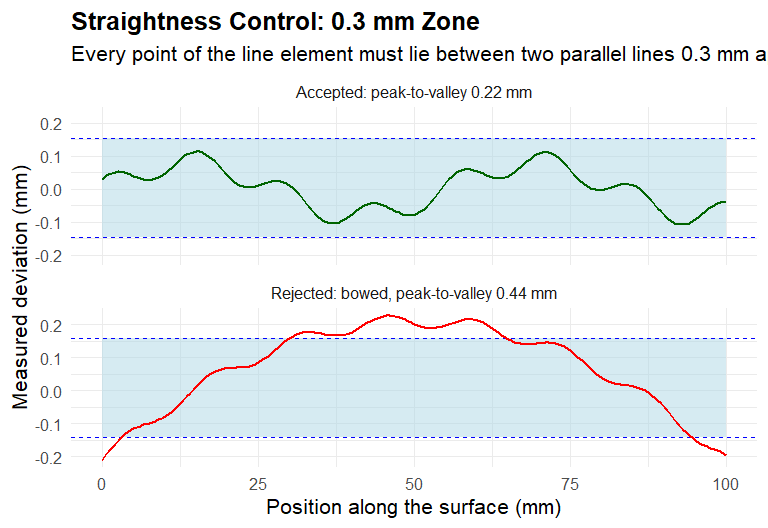 Straightness Control: 0.3 mm Zone
Every point of the line element must lie between two parallel lines 0.3 mm a
Accepted: peak-to-valley 0.22 mm
0.2
0.1
0.0
-0.1
-0.2
Measured deviation (mm)
Rejected: bowed, peak-to-valley 0.44 mm
0.2
0.1
0.0
-0.1
-0.2
0 25 50 75 100
Position along the surface (mm)